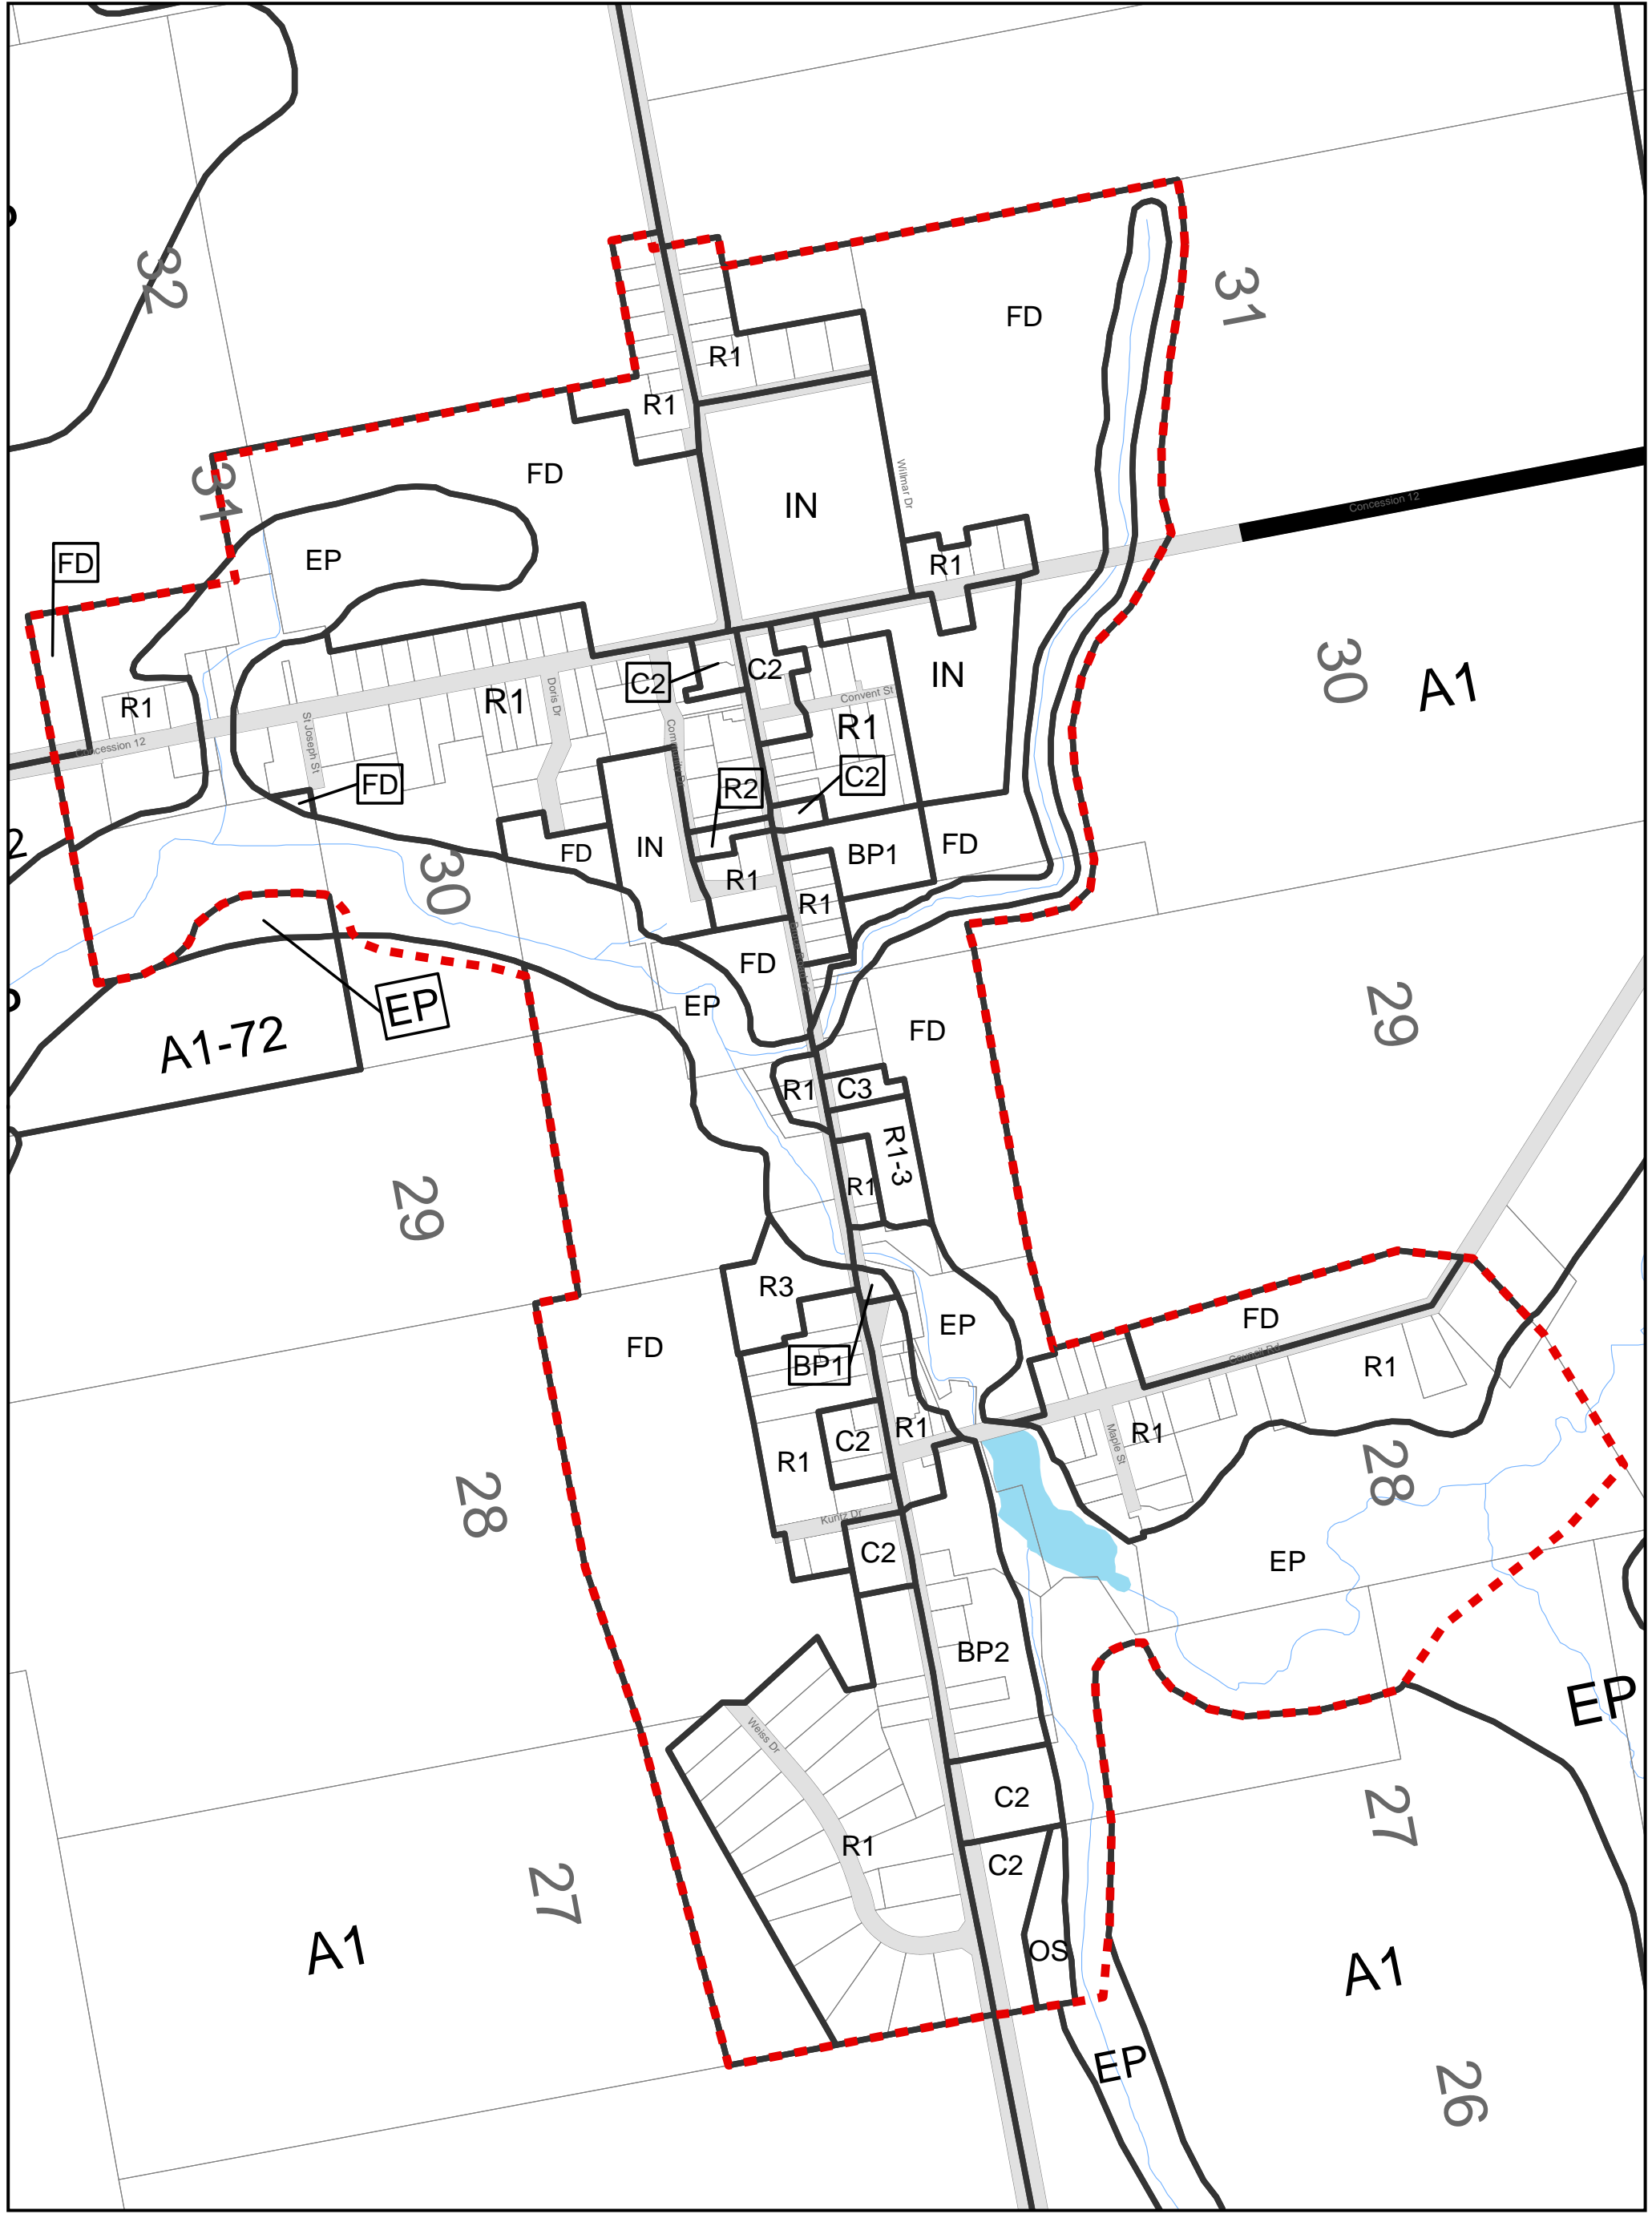 32
31
FD
R1
R1
FD
31
IN
Wilmar Dr
Concession 12
FD
EP
R1
30
A1
IN
C2
C2
Convent St
R1
R1
Doris Dr
R1
St Joseph St
Concession 12
FD
R2
C2
IN
BP1
FD
FD
30
R1
R1
FD
EP
EP
A1-72
FD
29
R1
C3
R1-3
R1
29
R3
EP
FD
FD
BP1
Council Rd
R1
R1
C2
R1
R1
Maple St
28
28
Kuntz Dr
C2
EP
BP2
EP
Weiss Dr
C2
27
R1
C2
27
A1
OS
A1
EP
26